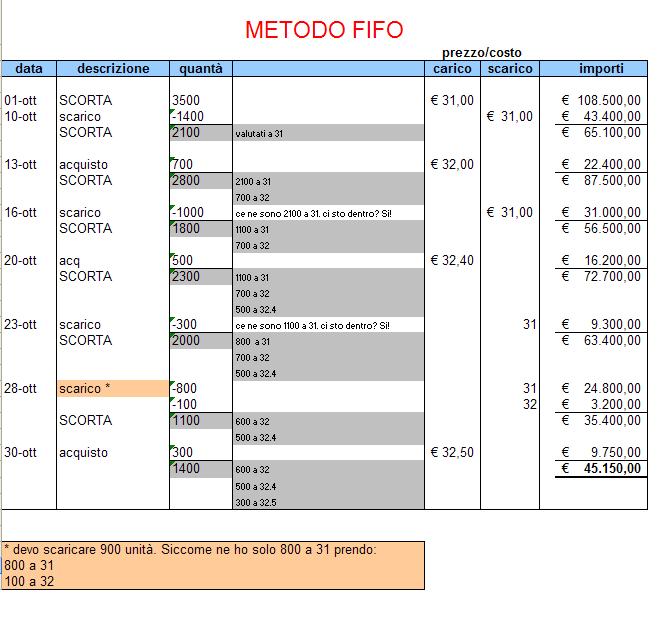 METODO FIFO
prezzo/costo
data descrizione quantà carico scarico importi
01-ott SCORTA 3500 € 31,00 € 108.500,00
10-ott scarico -1400 € 31,00 € 43.400,00
SCORTA 2100 valutati a 31 € 65.100,00
13-ott acquisto 700 € 32,00 € 22.400,00
SCORTA 2800 2100 a 31 € 87.500,00
700 a 32
16-ott scarico -1000 ce ne sono 2100 a 31. ci sto dentro? Si! € 31,00 € 31.000,00
SCORTA 1800 1100 a 31 € 56.500,00
700 a 32
20-ott acq 500 € 32,40 € 16.200,00
SCORTA 2300 1100 a 31 € 72.700,00
700 a 32
500 a 32.4
23-ott scarico -300 ce ne sono 1100 a 31. ci sto dentro? Si! 31 € 9.300,00
SCORTA 2000 800 a 31 € 63.400,00
700 a 32
500 a 32.4
28-ott scarico * -800 31 € 24.800,00
-100 32 € 3.200,00
SCORTA 1100 600 a 32 € 35.400,00
500 a 32.4
30-ott acquisto 300 € 32,50 € 9.750,00
1400 600 a 32 € 45.150,00
500 a 32.4
300 a 32.5
* devo scaricare 900 unità. Siccome ne ho solo 800 a 31 prendo:
800 a 31
100 a 32